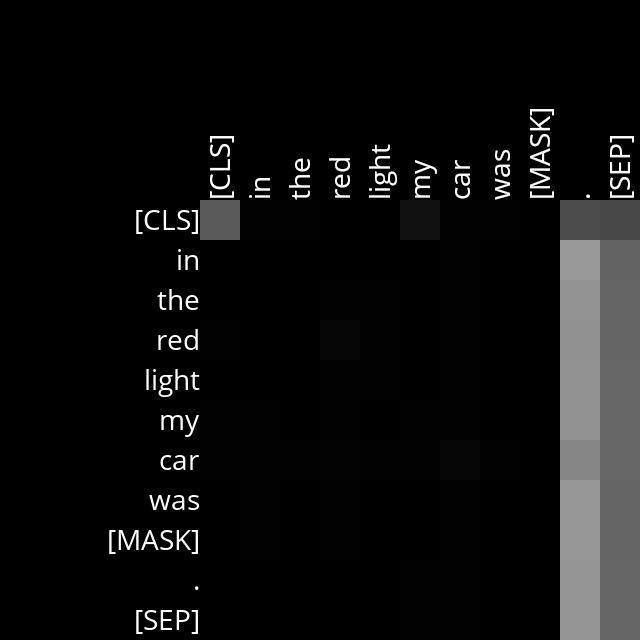 [CLS] in the red light my car was [MASK] . [SEP]
[CLS]
in
the
red
light
my
car
was
[MASK]
.
[SEP]